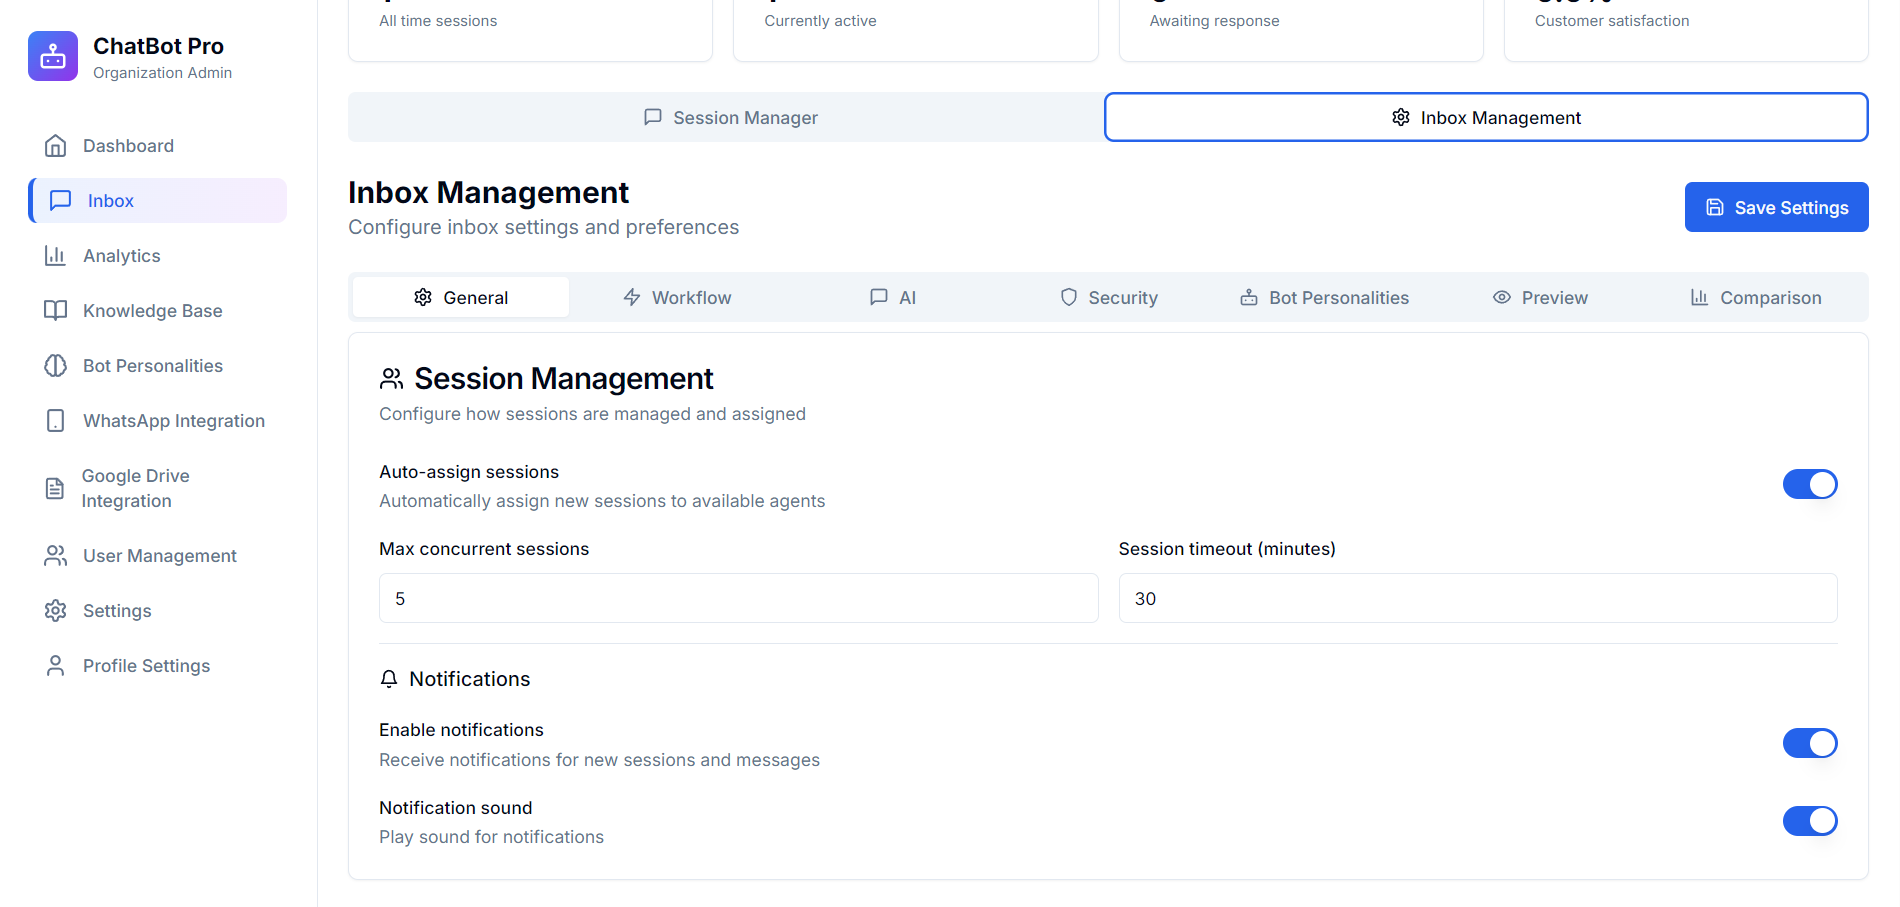 ChatBot Pro
Organization Admin
Dashboard
Inbox
Analytics
Knowledge Base
Bot Personalities
WhatsApp Integration
Google Drive
Integration
User Management
Settings
Profile Settings
All time sessions
Currently active
Awaiting response
Customer satisfaction
Session Manager
Inbox Management
Inbox Management
Configure inbox settings and preferences
Save Settings
General
Workflow
AI
Security
Bot Personalities
Preview
Comparison
Session Management
Configure how sessions are managed and assigned
Auto-assign sessions
Automatically assign new sessions to available agents
Max concurrent sessions
Session timeout (minutes)
5
30
Notifications
Enable notifications
Receive notifications for new sessions and messages
Notification sound
Play sound for notifications